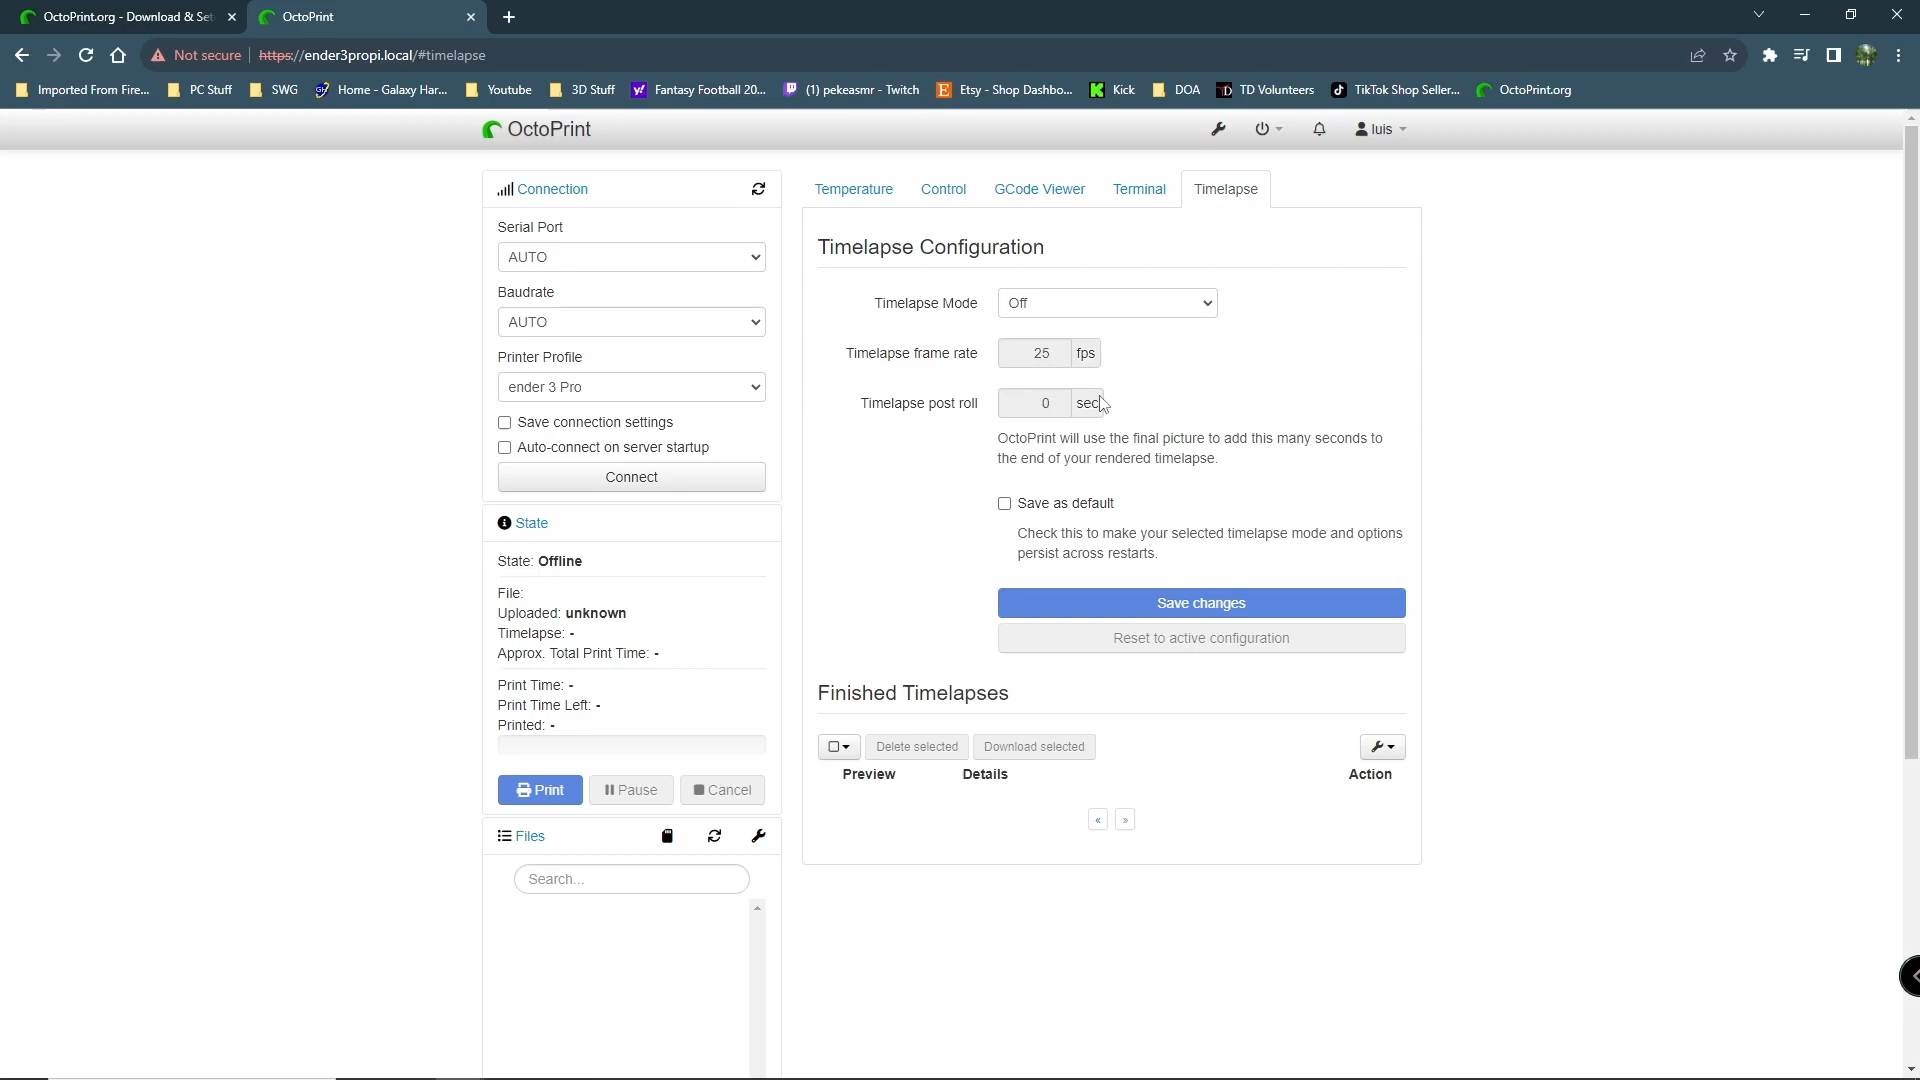 OctoPrint.org - Download & Set
OctoPrint
Not secure
https://ender3propi.local/#timelapse
Imported From Fire...
PC Stuff
SWG
Home - Galaxy Har...
Youtube
3D Stuff
Fantasy Football 20...
(1) pekeasmr - Twitch
Etsy - Shop Dashbo...
Kick
DOA
TD Volunteers
TikTok Shop Seller...
OctoPrint.org
OctoPrint
luis
Connection
Serial Port
AUTO
Baudrate
AUTO
Printer Profile
ender 3 Pro
Save connection settings
Auto-connect on server startup
Connect
State
State: Offline
File:
Uploaded: unknown
Timelapse: -
Approx. Total Print Time: -
Print Time: -
Print Time Left: -
Printed: -
Print
Pause
Cancel
Files
Search...
Temperature
Control
GCode Viewer
Terminal
Timelapse
Timelapse Configuration
Timelapse Mode
Off
Timelapse frame rate
25
fps
Timelapse post roll
0
sec
OctoPrint will use the final picture to add this many seconds to
the end of your rendered timelapse.
Save as default
Check this to make your selected timelapse mode and options
persist across restarts.
Save changes
Reset to active configuration
Finished Timelapses
Delete selected
Download selected
Preview
Details
Action
«
»